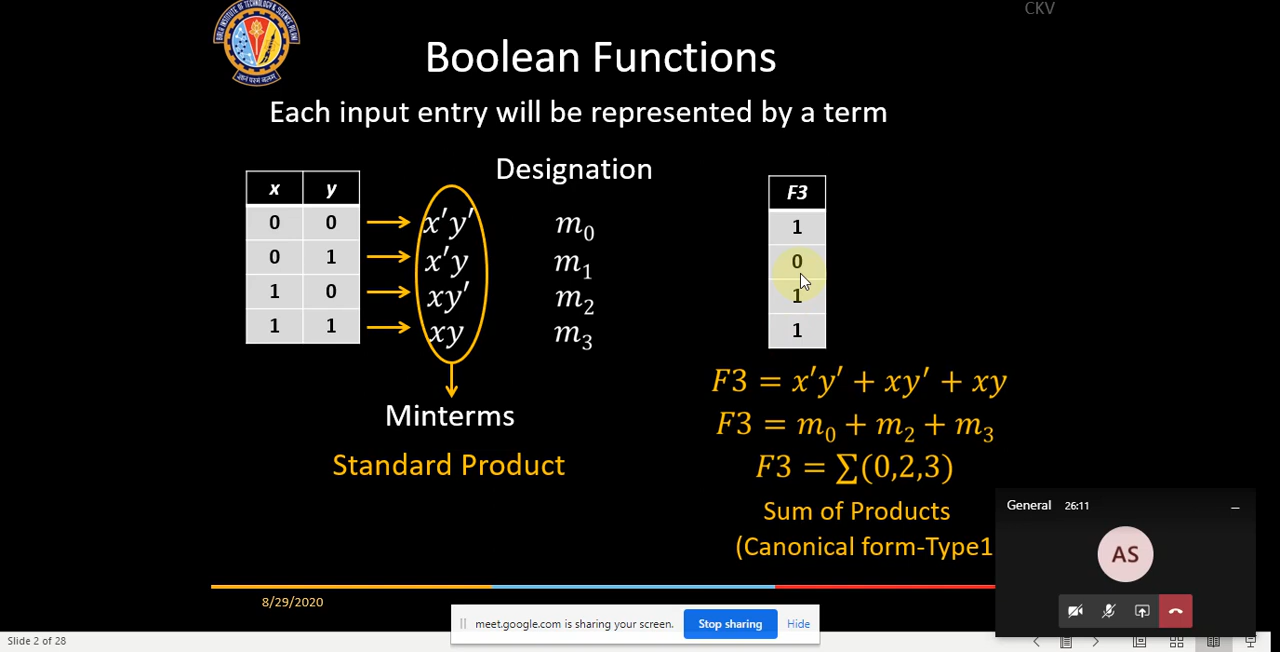 CKV
Boolean Functions
Each input entry will be represented by a term
Designation
x y
0 0 → x′y′ m₀
0 1 → x′y m₁
1 0 → xy′ m₂
1 1 → xy m₃
Minterms
Standard Product
F3
1
0
1
1
F3 = x′y′ + xy′ + xy
F3 = m₀ + m₂ + m₃
F3 = ∑(0,2,3)
Sum of Products
(Canonical form-Type1
8/29/2020
General 26:11
AS
meet.google.com is sharing your screen. Stop sharing Hide
Slide 2 of 28